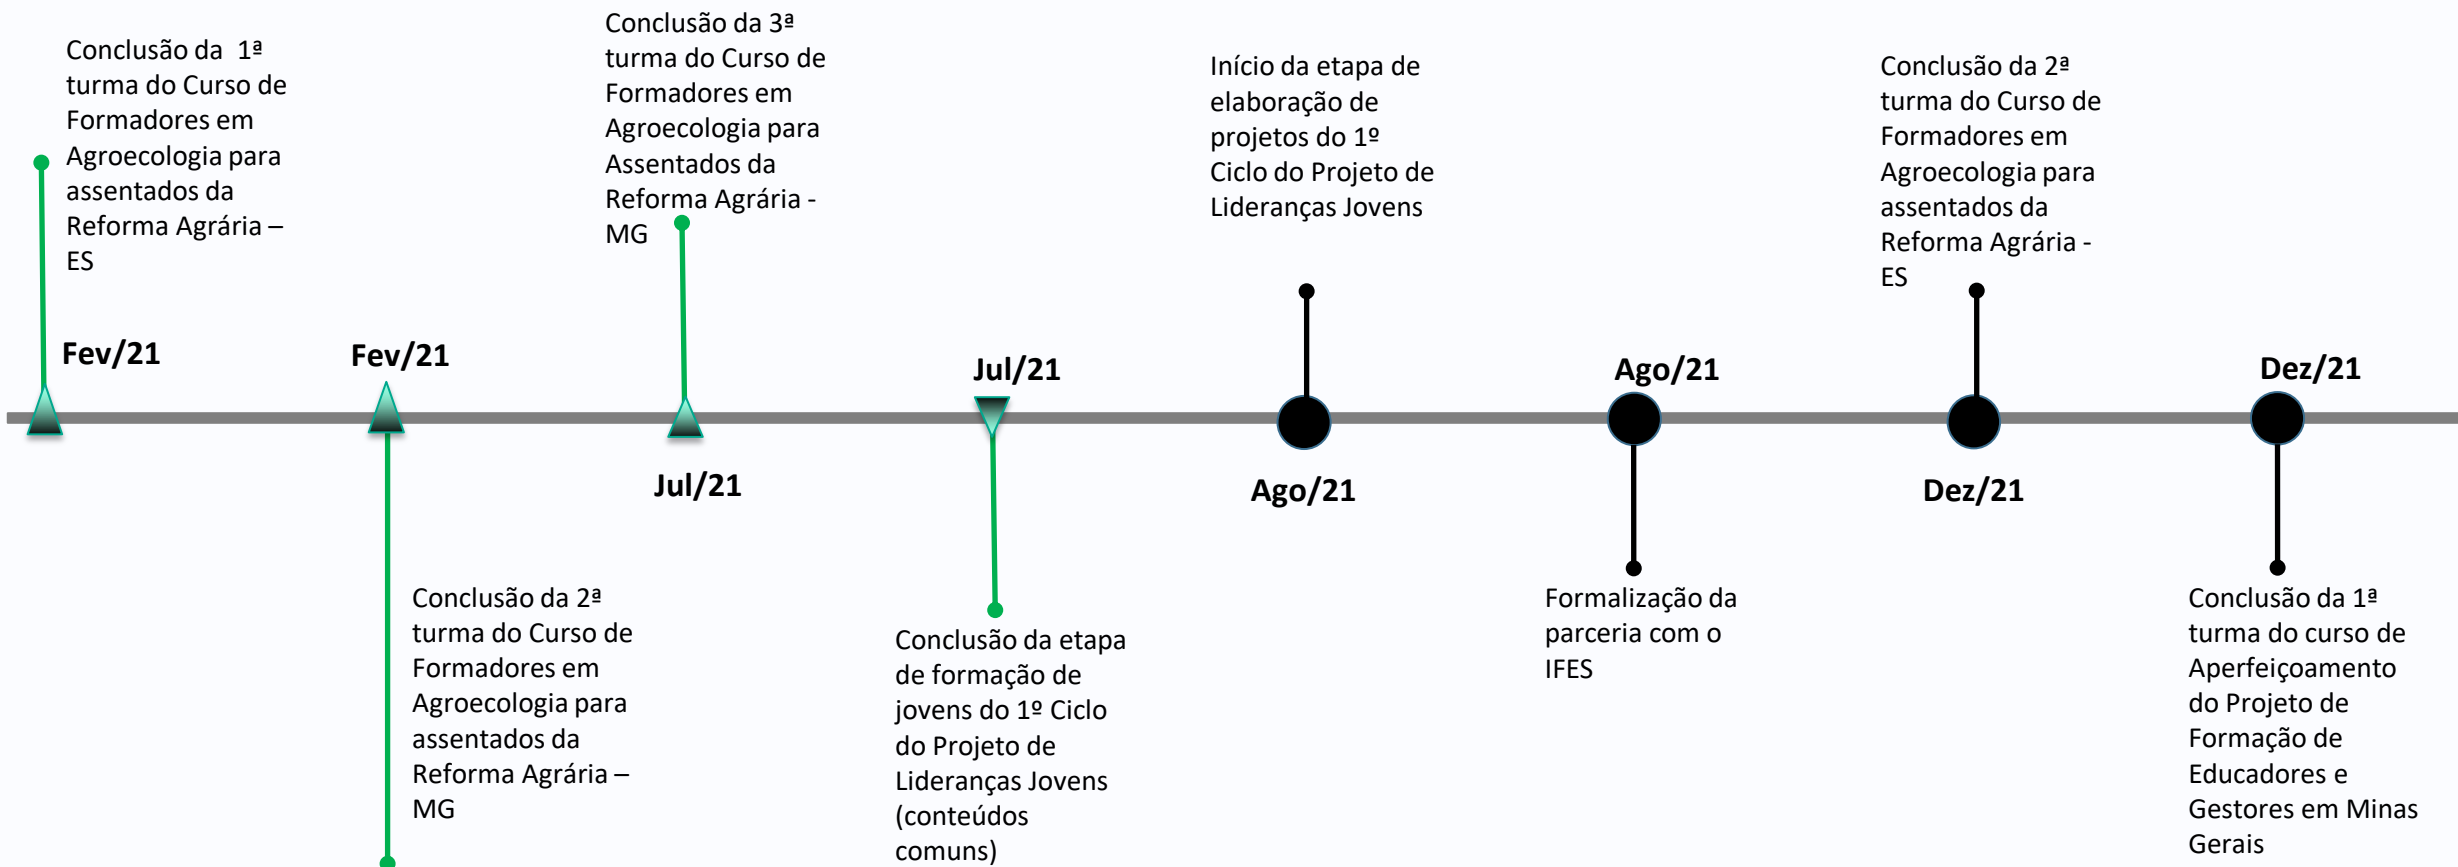 Conclusão da  1ª
turma do Curso de
Formadores em
Agroecologia para
assentados da
Reforma Agrária –
ES
Fev/21
Fev/21
Conclusão da 2ª
turma do Curso de
Formadores em
Agroecologia para
assentados da
Reforma Agrária –
MG
Conclusão da 3ª
turma do Curso de
Formadores em
Agroecologia para
Assentados da
Reforma Agrária -
MG
Jul/21
Jul/21
Conclusão da etapa
de formação de
jovens do 1º Ciclo
do Projeto de
Lideranças Jovens
(conteúdos
comuns)
Início da etapa de
elaboração de
projetos do 1º
Ciclo do Projeto de
Lideranças Jovens
Ago/21
Ago/21
Formalização da
parceria com o
IFES
Conclusão da 2ª
turma do Curso de
Formadores em
Agroecologia para
assentados da
Reforma Agrária -
ES
Dez/21
Dez/21
Conclusão da 1ª
turma do curso de
Aperfeiçoamento
do Projeto de
Formação de
Educadores e
Gestores em Minas
Gerais